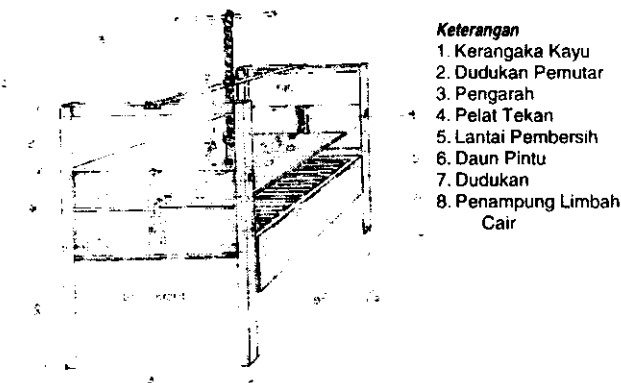 Keterangan
1. Kerangaka Kayu
2. Dudukan Pemutar
3. Pengarah
4. Pelat Tekan
5. Lantai Pembersih
6. Daun Pintu
7. Dudukan
8. Penampung Limbah
Cair